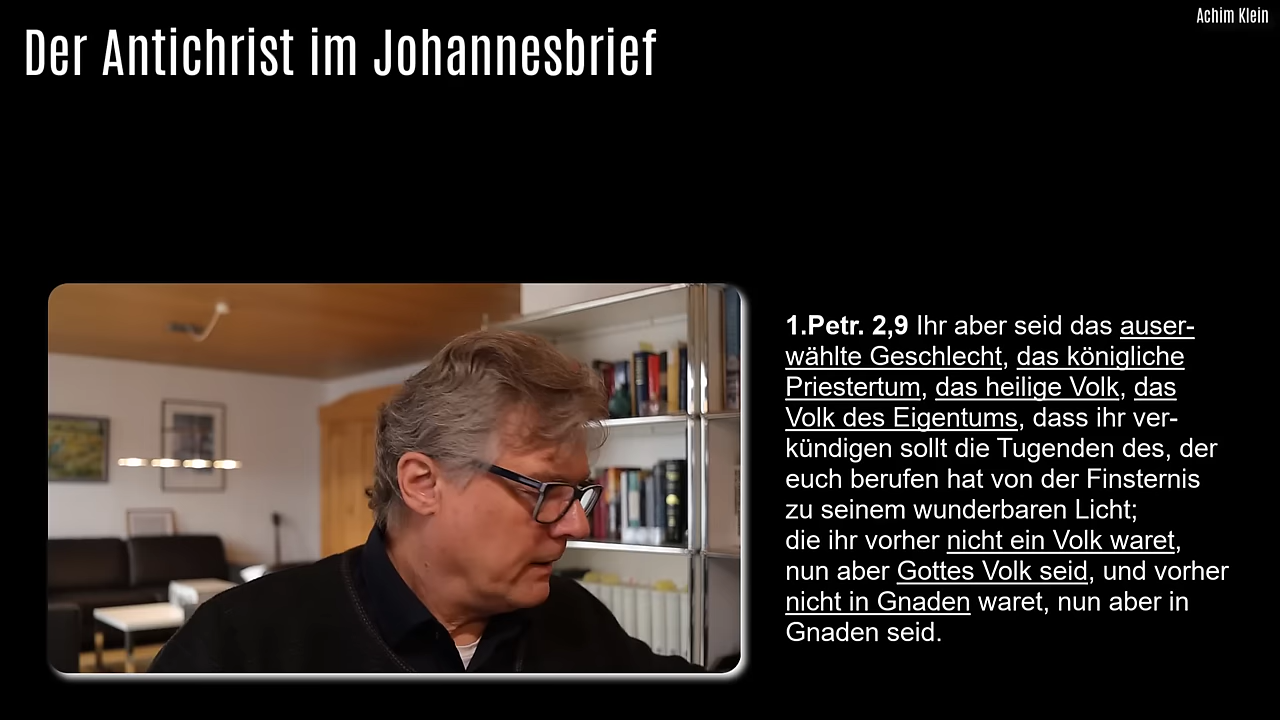 Achim Klein
Der Antichrist im Johannesbrief
1.Petr. 2,9 Ihr aber seid das auser-
wählte Geschlecht, das königliche
Priestertum, das heilige Volk, das
Volk des Eigentums, dass ihr ver-
kündigen sollt die Tugenden des, der
euch berufen hat von der Finsternis
zu seinem wunderbaren Licht;
die ihr vorher nicht ein Volk waret,
nun aber Gottes Volk seid, und vorher
nicht in Gnaden waret, nun aber in
Gnaden seid.